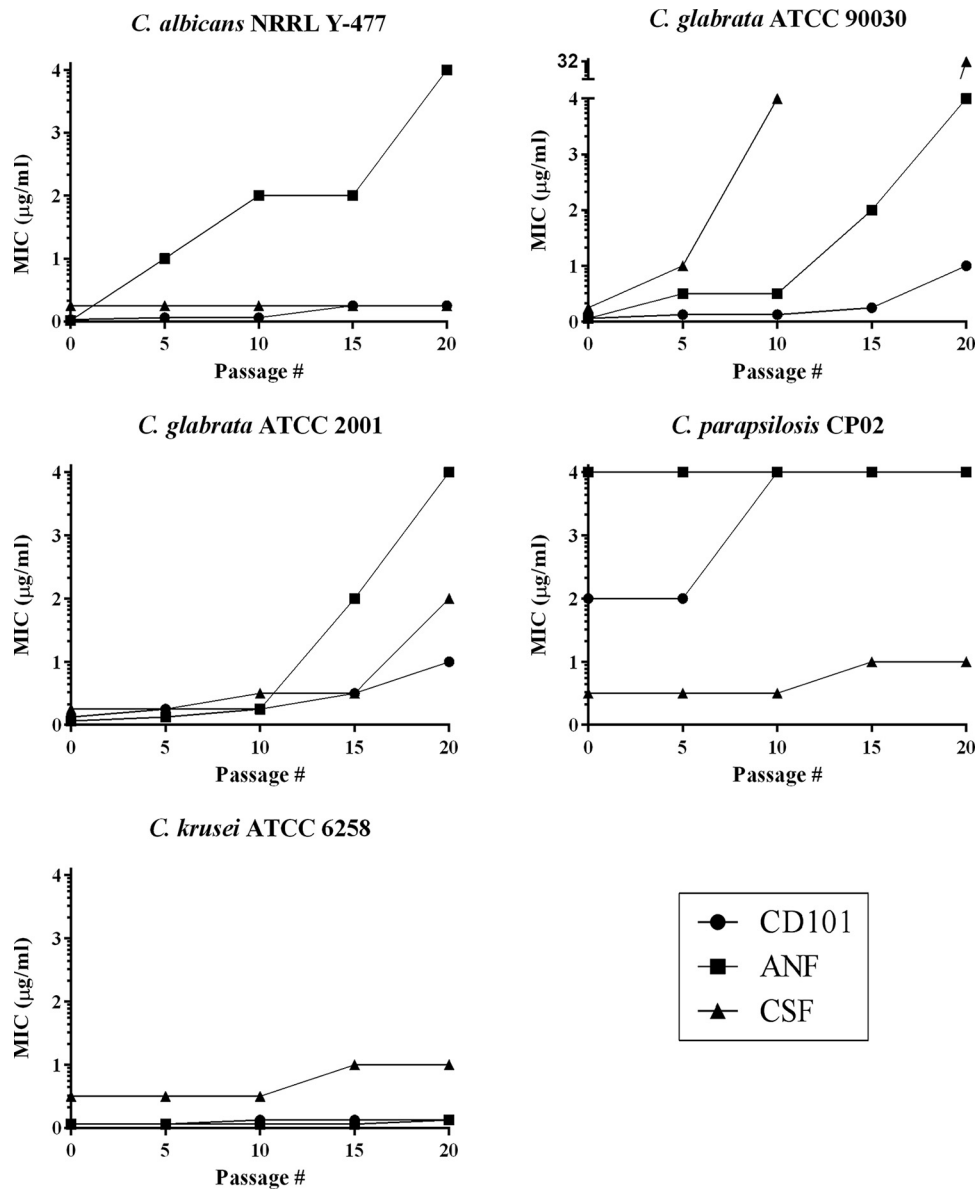 C. albicans NRRL Y-477
MIC (µg/ml)
4
3
2
1
0
0 5 10 15 20
Passage #
C. glabrata ATCC 90030
MIC (µg/ml)
32
4
3
2
1
0
0 5 10 15 20
Passage #
C. glabrata ATCC 2001
MIC (µg/ml)
4
3
2
1
0
0 5 10 15 20
Passage #
C. parapsilosis CP02
MIC (µg/ml)
4
3
2
1
0
0 5 10 15 20
Passage #
C. krusei ATCC 6258
MIC (µg/ml)
4
3
2
1
0
0 5 10 15 20
Passage #
CD101
ANF
CSF